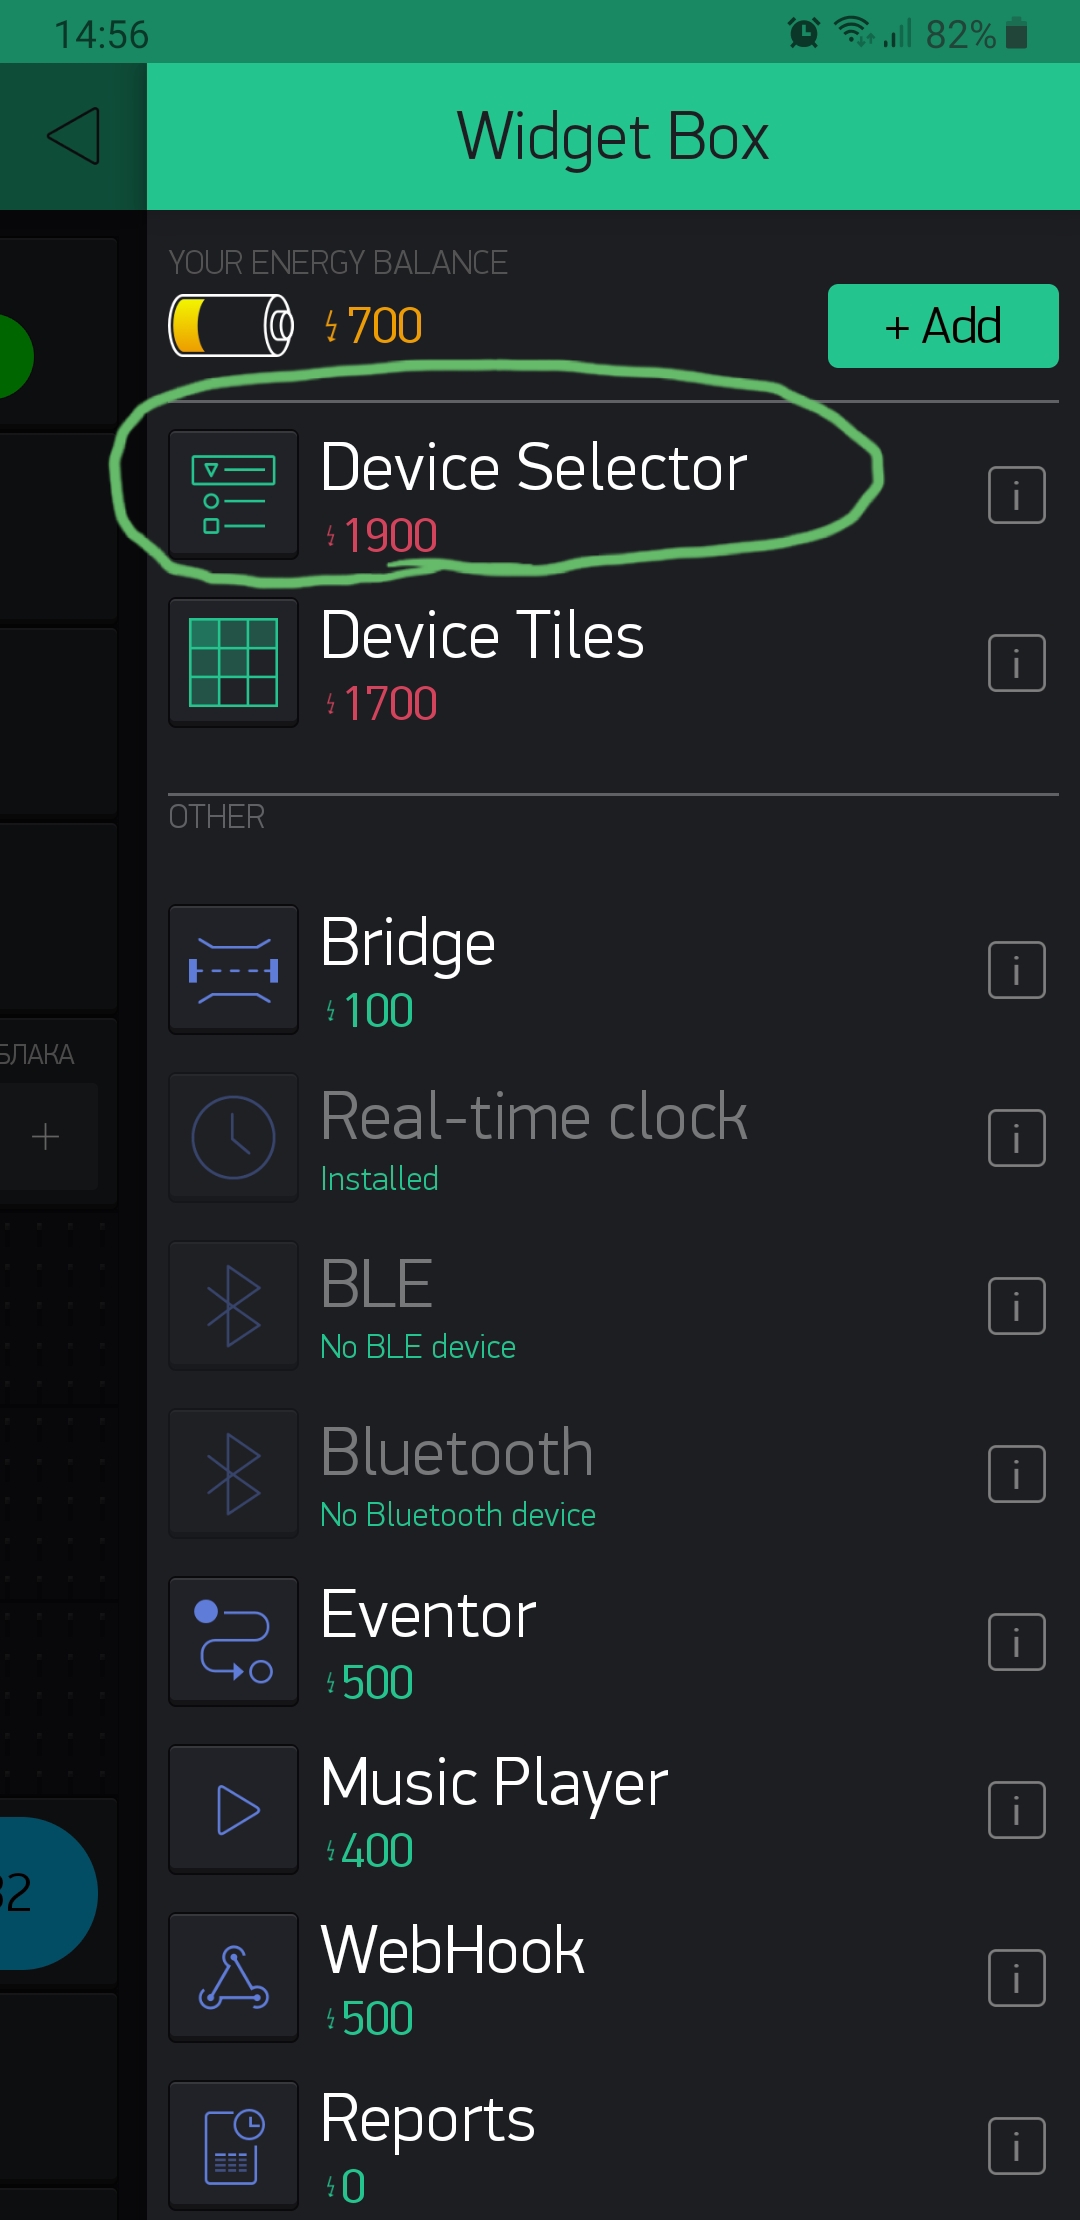 14:56
82%
Widget Box
YOUR ENERGY BALANCE
700
+ Add
Device Selector
1900
i
Device Tiles
1700
i
OTHER
Bridge
100
i
БЛАКА
+
Real-time clock
Installed
i
BLE
No BLE device
i
Bluetooth
No Bluetooth device
i
Eventor
500
i
Music Player
400
i
32
WebHook
500
i
Reports
0
i